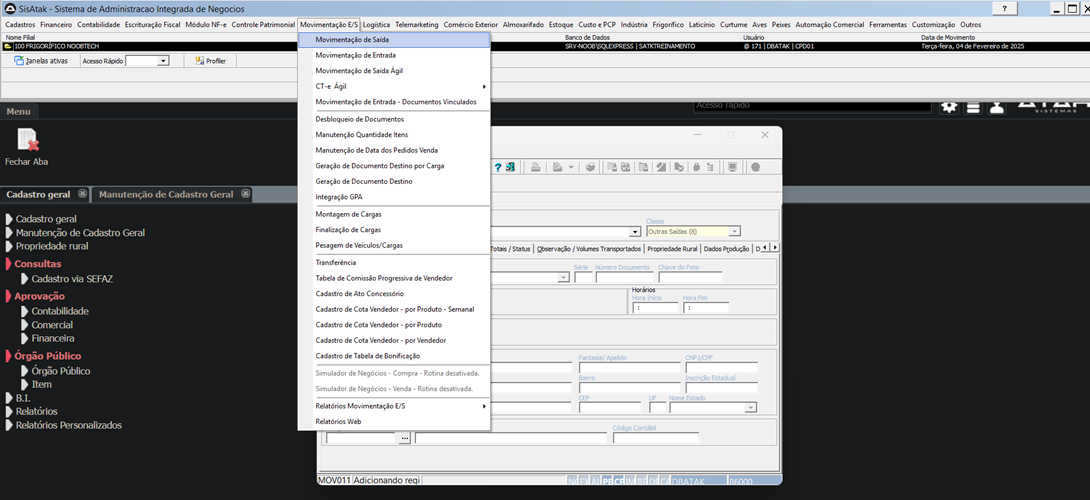 SisAtak - Sistema de Administracao Integrada de Negocios
?
Cadastros Financeiro Contabilidade Escrituração Fiscal Módulo NF-e Controle Patrimonial Movimentação E/S Logística Telemarketing Comércio Exterior Almoxarifado Estoque Custo e PCP Indústria Frigorífico Laticínio Curtume Aves Peixes Automação Comercial Ferramentas Customização Outros
Nome Filial Banco de Dados Usuário Data de Movimento
100 FRIGORÍFICO NOOBTECH SRV-NOOB\SQLEXPRESS | SATKTREINAMENTO @ 171 | DBATAK | CPD01 Terça-feira, 04 de Fevereiro de 2025
Janelas ativas Acesso Rápido Profiler
Movimentação de Saída
Movimentação de Entrada
Movimentação de Saída Ágil
CT-e Ágil
Movimentação de Entrada - Documentos Vinculados
Desbloqueio de Documentos
Manutenção Quantidade Itens
Manutenção de Data dos Pedidos Venda
Geração de Documento Destino por Carga
Geração de Documento Destino
Integração GPA
Montagem de Cargas
Finalização de Cargas
Pesagem de Veículos/Cargas
Transferência
Tabela de Comissão Progressiva de Vendedor
Cadastro de Ato Concessório
Cadastro de Cota Vendedor - por Produto - Semanal
Cadastro de Cota Vendedor - por Produto
Cadastro de Cota Vendedor - por Vendedor
Cadastro de Tabela de Bonificação
Simulador de Negócios - Compra - Rotina desativada.
Simulador de Negócios - Venda - Rotina desativada.
Relatórios Movimentação E/S
Relatórios Web
Menu
Acesso rápido
ATAK
SISTEMAS
Fechar Aba
Cadastro geral
Manutenção de Cadastro Geral
Cadastro geral
Manutenção de Cadastro Geral
Propriedade rural
Consultas
Cadastro via SEFAZ
Aprovação
Contabilidade
Comercial
Financeira
Órgão Público
Órgão Público
Item
B.I.
Relatórios
Relatórios Personalizados
Classe
Outras Saídas (8)
Totais / Status Observação / Volumes Transportados Propriedade Rural Dados Produção
Série Número Documento Chave do Fato
Horários
Hora Início Hora Fim
: :
Fantasia/ Apelido CNPJ/CPF
Bairro Inscrição Estadual
CEP UF Nome Estado
Código Contábil
...
MOV011 Adicionando regi DBATAK 86000